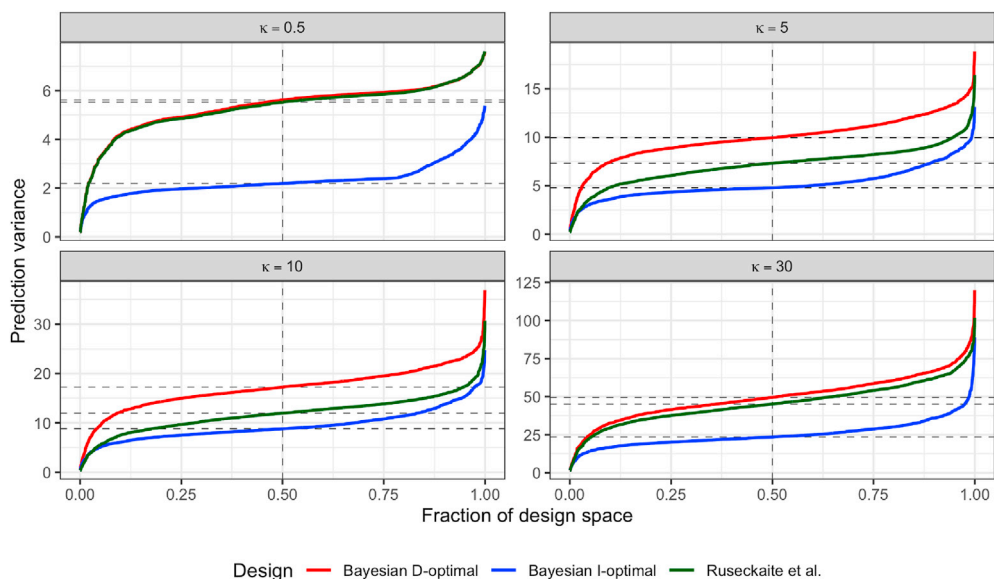 κ = 0.5
κ = 5
6
4
2
0
15
10
5
0
κ = 10
κ = 30
30
20
10
0
125
100
75
50
25
0
0.00 0.25 0.50 0.75 1.00
0.00 0.25 0.50 0.75 1.00
Prediction variance
Fraction of design space
Design Bayesian D-optimal Bayesian I-optimal Ruseckaite et al.